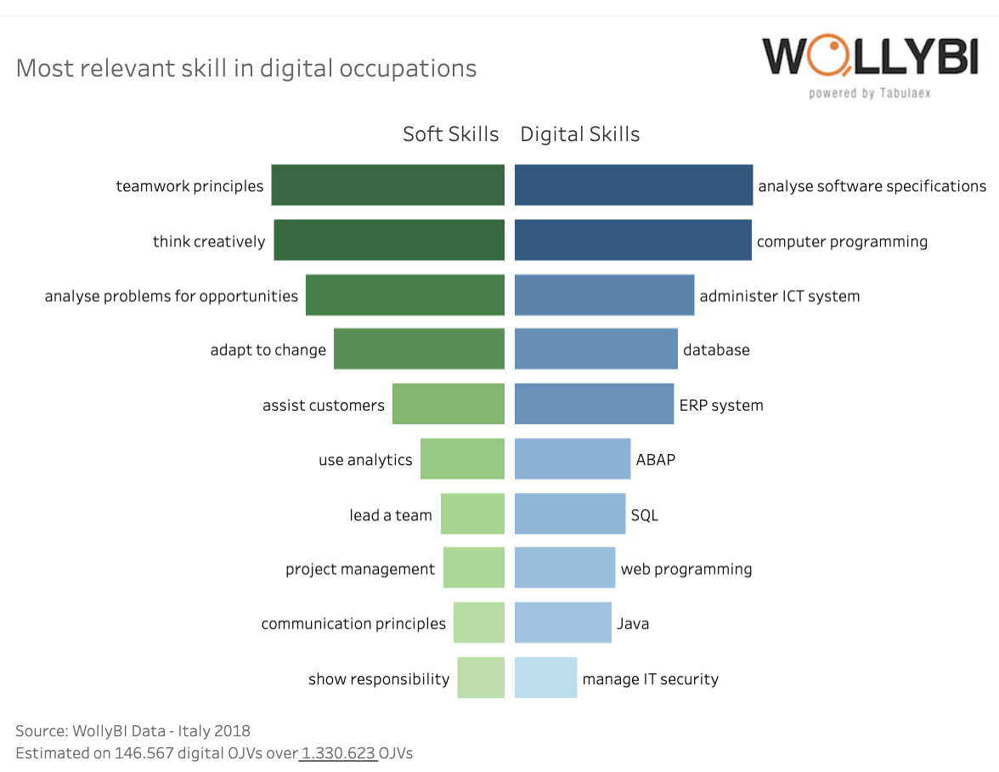 WOLLYBI
Most relevant skill in digital occupations
powered by Tabulaex
Soft Skills Digital Skills
teamwork principles analyse software specifications
think creatively computer programming
analyse problems for opportunities administer ICT system
adapt to change database
assist customers ERP system
use analytics ABAP
lead a team SQL
project management web programming
communication principles Java
show responsibility manage IT security
Source: WollyBI Data - Italy 2018
Estimated on 146.567 digital OJVs over 1.330.623 OJVs